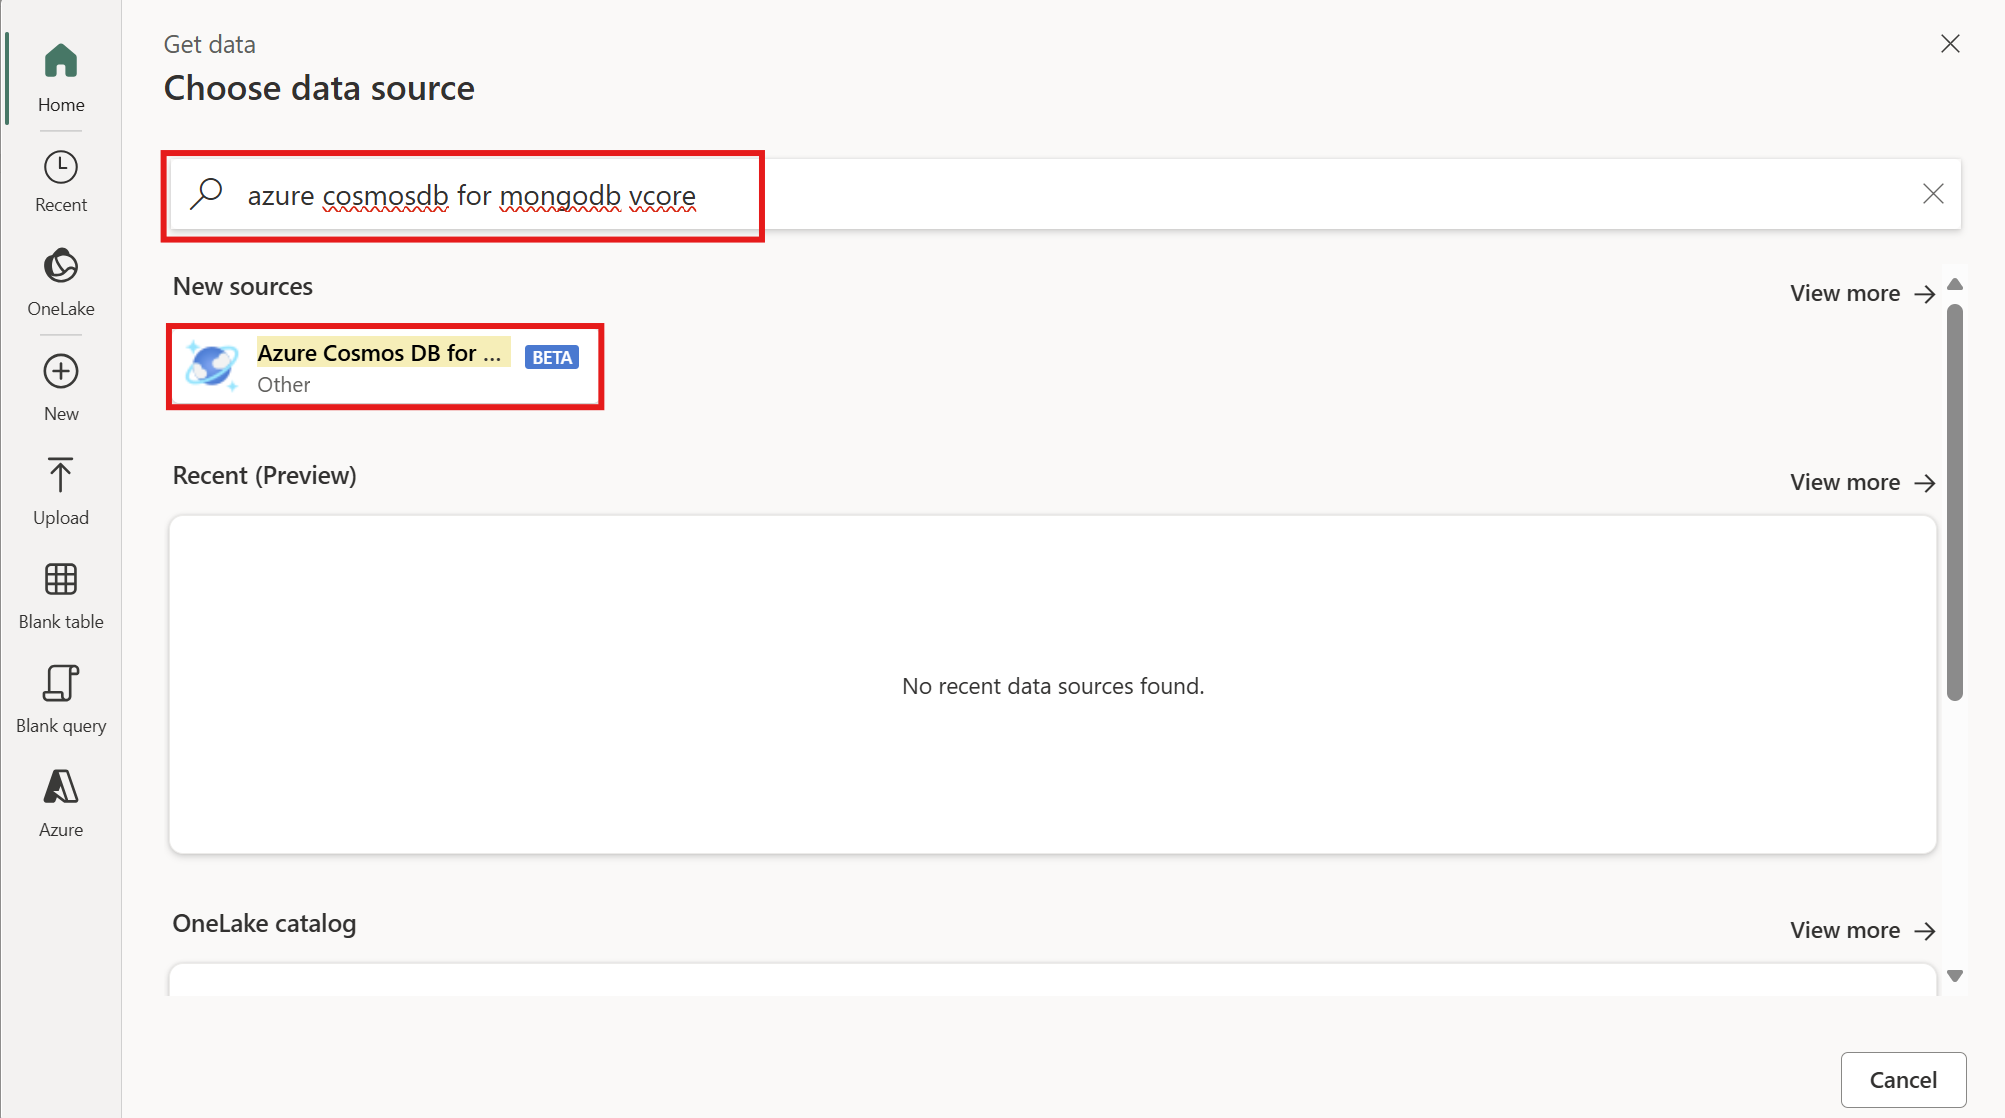 Home
Recent
OneLake
New
Upload
Blank table
Blank query
Azure
Get data
Choose data source
azure cosmosdb for mongodb vcore
New sources
View more
Azure Cosmos DB for ... BETA
Other
Recent (Preview)
View more
No recent data sources found.
OneLake catalog
View more
Cancel